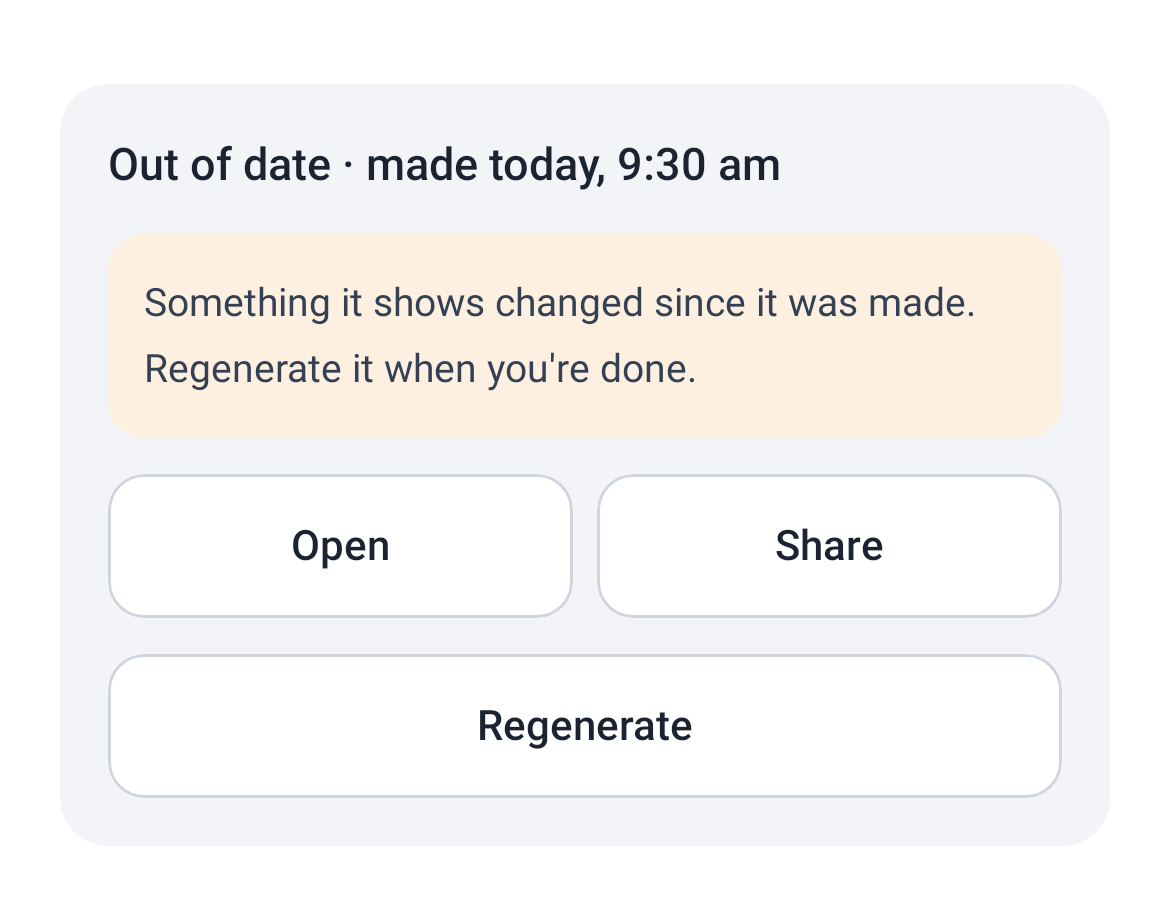 Out of date · made today, 9:30 am
Something it shows changed since it was made.
Regenerate it when you're done.
Open
Share
Regenerate